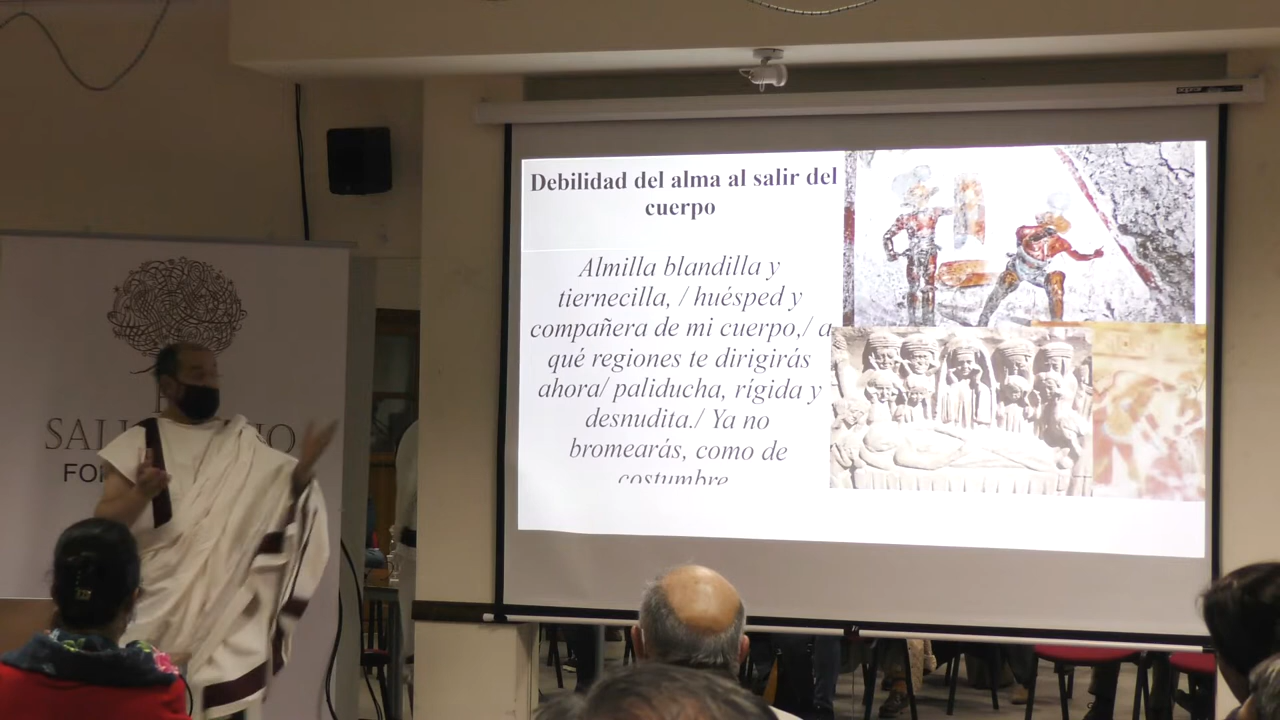 Debilidad del alma al salir del
cuerpo
Almilla blandilla y
tiernecilla, / huésped y
compañera de mi cuerpo,/ a
qué regiones te dirigirás
ahora/ paliducha, rígida y
desnudita./ Ya no
bromearás, como de
costumbre